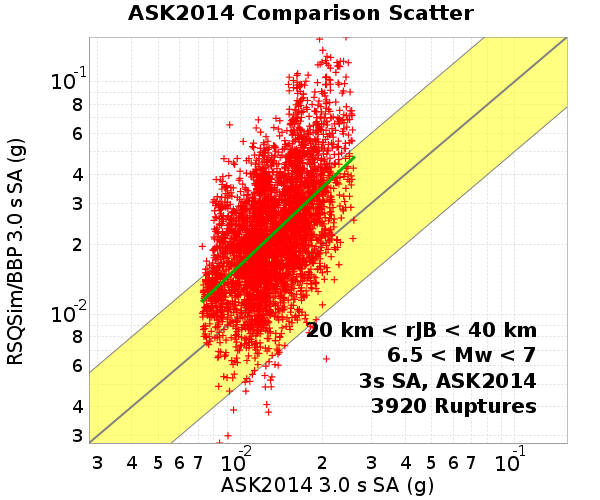 ASK2014 Comparison Scatter
RSQSim/BBP 3.0 s SA (g)
10-1
8
6
4
3
2
10-2
8
6
4
3
20 km < rJB < 40 km
6.5 < Mw < 7
3s SA, ASK2014
3920 Ruptures
3 4 5 6 7 10-2 2 3 4 5 6 7 10-1
ASK2014 3.0 s SA (g)